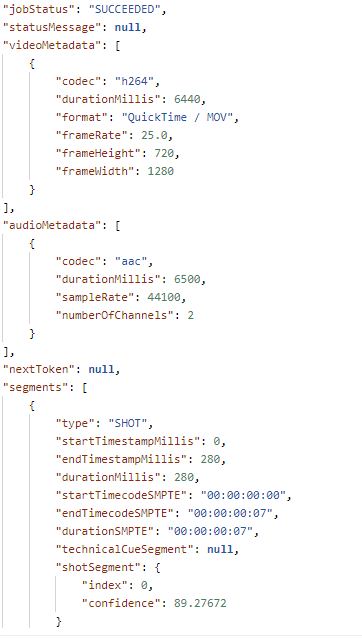 "jobStatus": "SUCCEEDED",
"statusMessage": null,
"videoMetadata": [
{
"codec": "h264",
"durationMillis": 6440,
"format": "QuickTime / MOV",
"frameRate": 25.0,
"frameHeight": 720,
"frameWidth": 1280
}
],
"audioMetadata": [
{
"codec": "aac",
"durationMillis": 6500,
"sampleRate": 44100,
"numberOfChannels": 2
}
],
"nextToken": null,
"segments": [
{
"type": "SHOT",
"startTimestampMillis": 0,
"endTimestampMillis": 280,
"durationMillis": 280,
"startTimecodeSMPTE": "00:00:00:00",
"endTimecodeSMPTE": "00:00:00:07",
"durationSMPTE": "00:00:00:07",
"technicalCueSegment": null,
"shotSegment": {
"index": 0,
"confidence": 89.27672
}